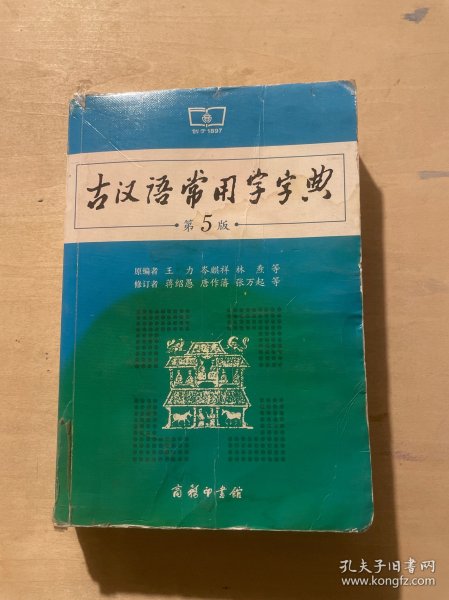 创于1897
古汉语常用字字典
·第5版·
原编者 王力 岑麒祥 林焘 等
修订者 蒋绍愚 唐作藩 张万起 等
商务印书馆
孔夫子旧书网
www.kongfz.com